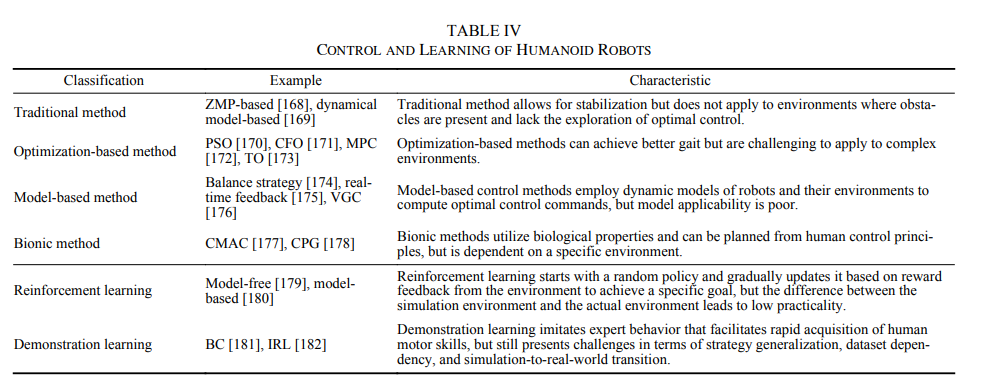 TABLE IV
CONTROL AND LEARNING OF HUMANOID ROBOTS
Classification Example Characteristic
Traditional method
ZMP-based [168], dynamical
model-based [169]
Traditional method allows for stabilization but does not apply to environments where obsta-
cles are present and lack the exploration of optimal control.
Optimization-based method
PSO [170], CFO [171], MPC
[172], TO [173]
Optimization-based methods can achieve better gait but are challenging to apply to complex
environments.
Model-based method
Balance strategy [174], real-
time feedback [175], VGC
[176]
Model-based control methods employ dynamic models of robots and their environments to
compute optimal control commands, but model applicability is poor.
Bionic method
CMAC [177], CPG [178]
Bionic methods utilize biological properties and can be planned from human control princi-
ples, but is dependent on a specific environment.
Reinforcement learning
Model-free [179], model-
based [180]
Reinforcement learning starts with a random policy and gradually updates it based on reward
feedback from the environment to achieve a specific goal, but the difference between the
simulation environment and the actual environment leads to low practicality.
Demonstration learning
BC [181], IRL [182]
Demonstration learning imitates expert behavior that facilitates rapid acquisition of human
motor skills, but still presents challenges in terms of strategy generalization, dataset depen-
dency, and simulation-to-real-world transition.